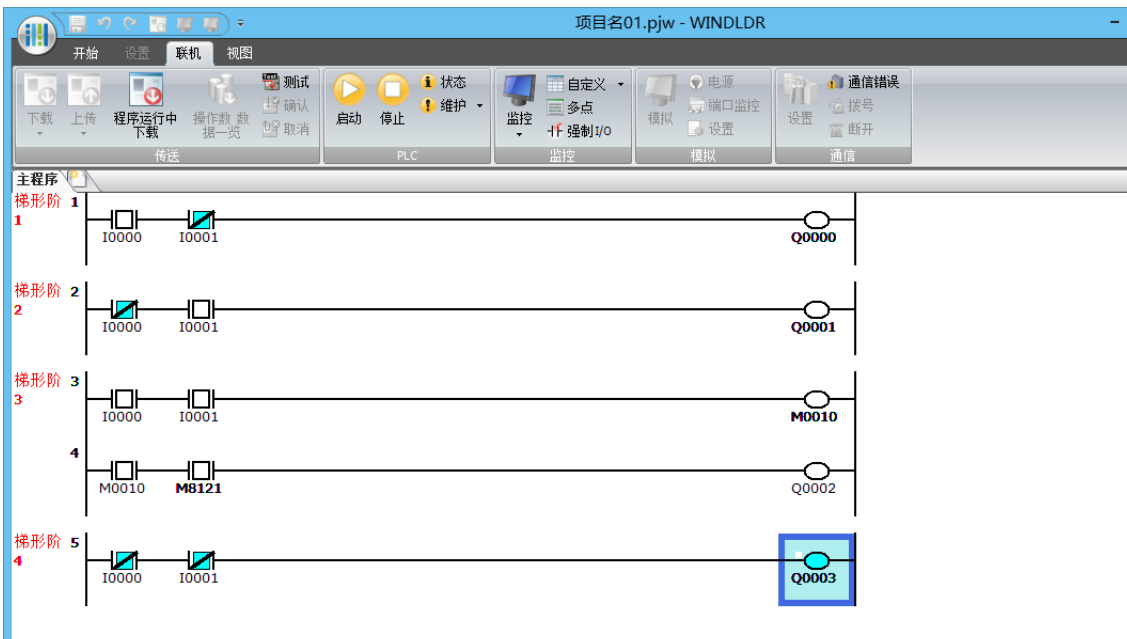 项目名01.pjw - WINDLDR
开始 设置 联机 视图
下载 上传 程序运行中下载 操作数 数据一览 测试 确认 取消
传送
启动 停止 状态 维护
PLC
监控 自定义 多点 强制I/O
监控
模拟 电源 端口监控 设置
模拟
设置 通信错误 拨号 断开
通信
主程序
梯形阶 1
1
I0000 I0001 Q0000
梯形阶 2
2
I0000 I0001 Q0001
梯形阶 3
3
I0000 I0001 M0010
4
M0010 M8121 Q0002
梯形阶 5
4
I0000 I0001 Q0003